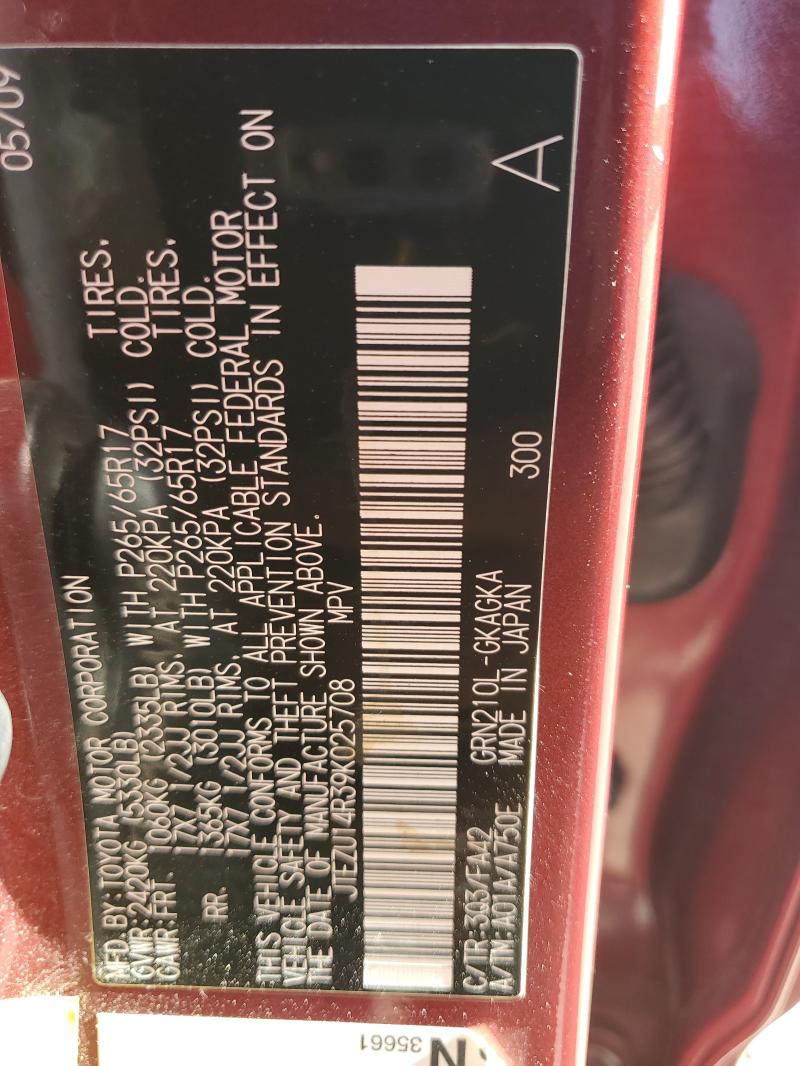 MFD.BY:TOYOTA MOTOR CORPORATION 05/09
GVWR:2420KG (5330LB)
GAWR:FRT. 1060KG (2335LB) WITH P265/65R17 TIRES.
17X7 1/2JJ RIMS. AT 220KPA (32PSI) COLD.
RR. 1365KG (3010LB) WITH P265/65R17 TIRES.
17X7 1/2JJ RIMS. AT 220KPA (32PSI) COLD.
THIS VEHICLE CONFORMS TO ALL APPLICABLE FEDERAL MOTOR
VEHICLE SAFETY AND THEFT PREVENTION STANDARDS IN EFFECT ON
THE DATE OF MANUFACTURE SHOWN ABOVE.
JTEZU14R39K025708 MPV
C/TR:3Q3/FA42 GRN210L-GKAGKA 300
A/TM:A01A/A750E MADE IN JAPAN
A
N
35661